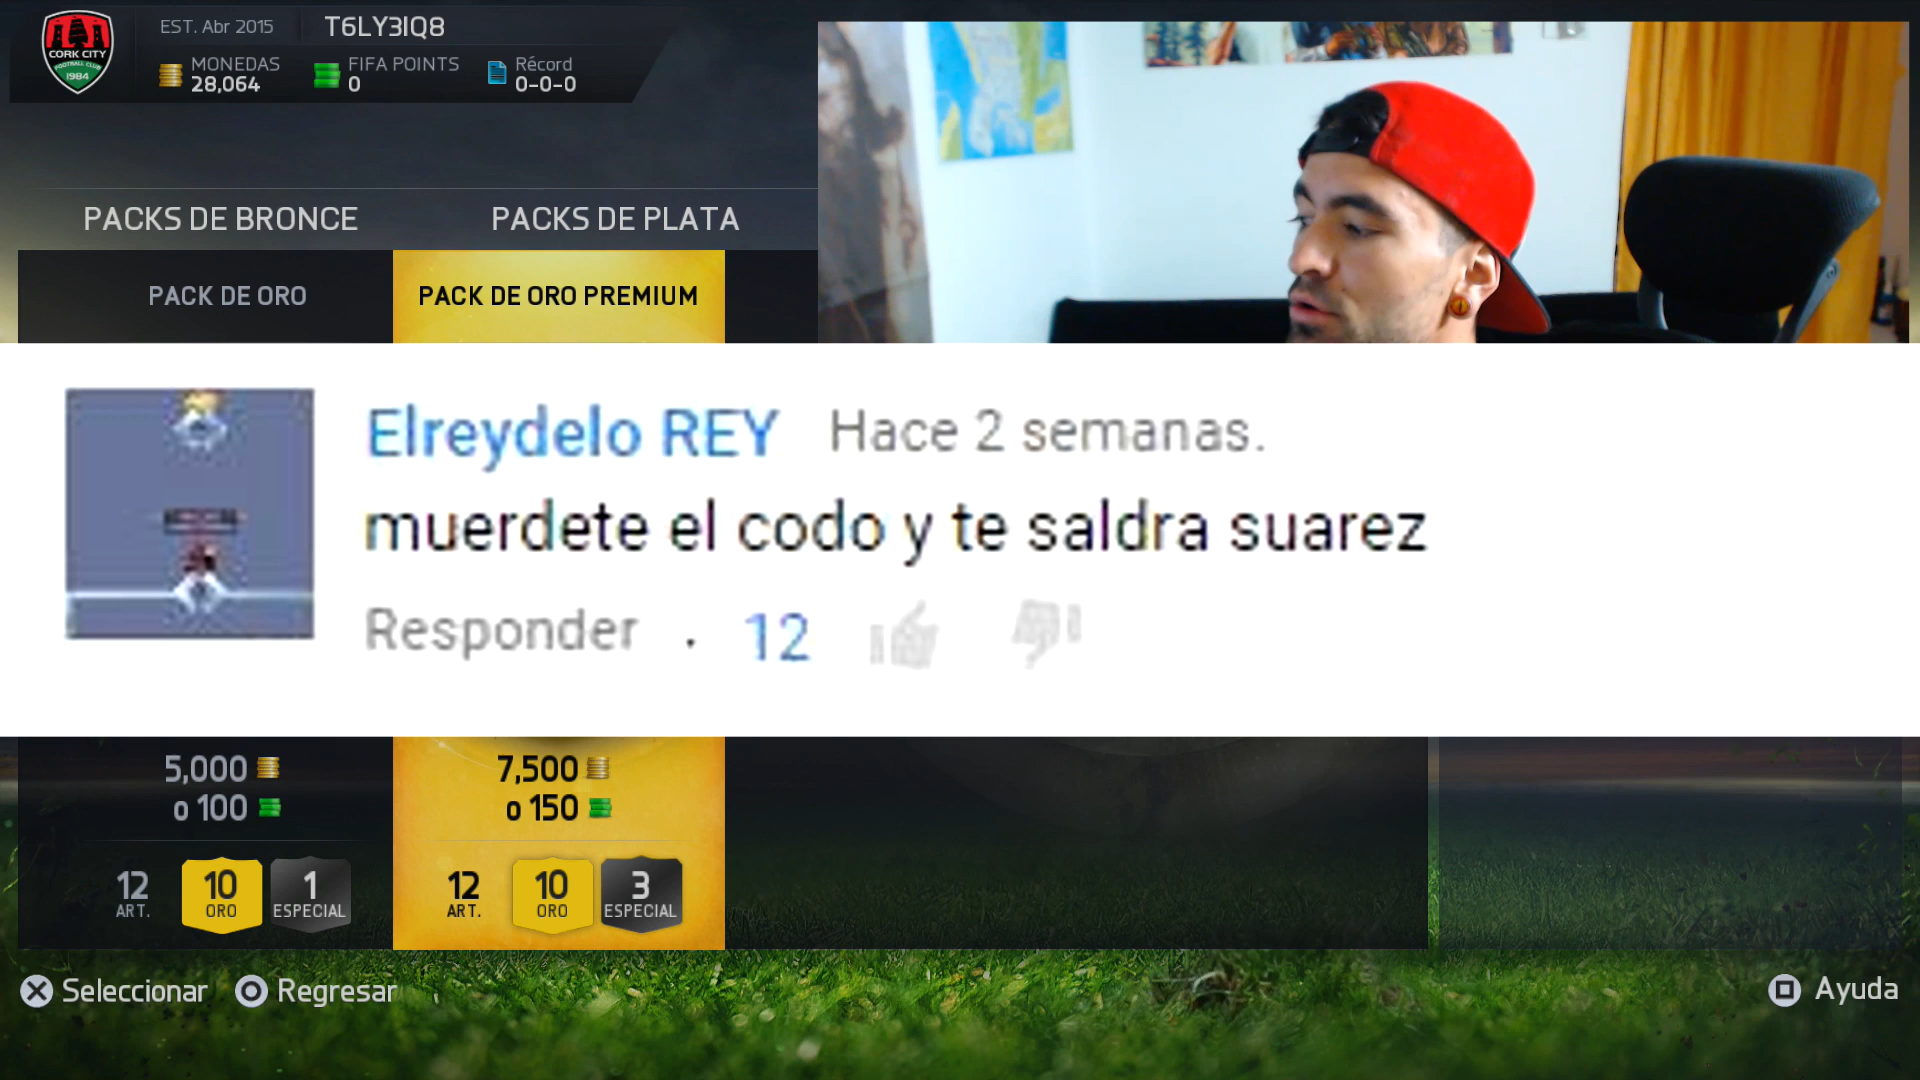 EST. Abr 2015 T6LY3IQ8
MONEDAS
28,064
FIFA POINTS
0
Récord
0-0-0
CORK CITY
FOOTBALL CLUB
1984
PACKS DE BRONCE PACKS DE PLATA
PACK DE ORO PACK DE ORO PREMIUM
Elreydelo REY Hace 2 semanas.
muerdete el codo y te saldra suarez
Responder . 12
5,000 7,500
o 100 o 150
12 10 1 12 10 3
ART. ORO ESPECIAL ART. ORO ESPECIAL
Seleccionar Regresar Ayuda